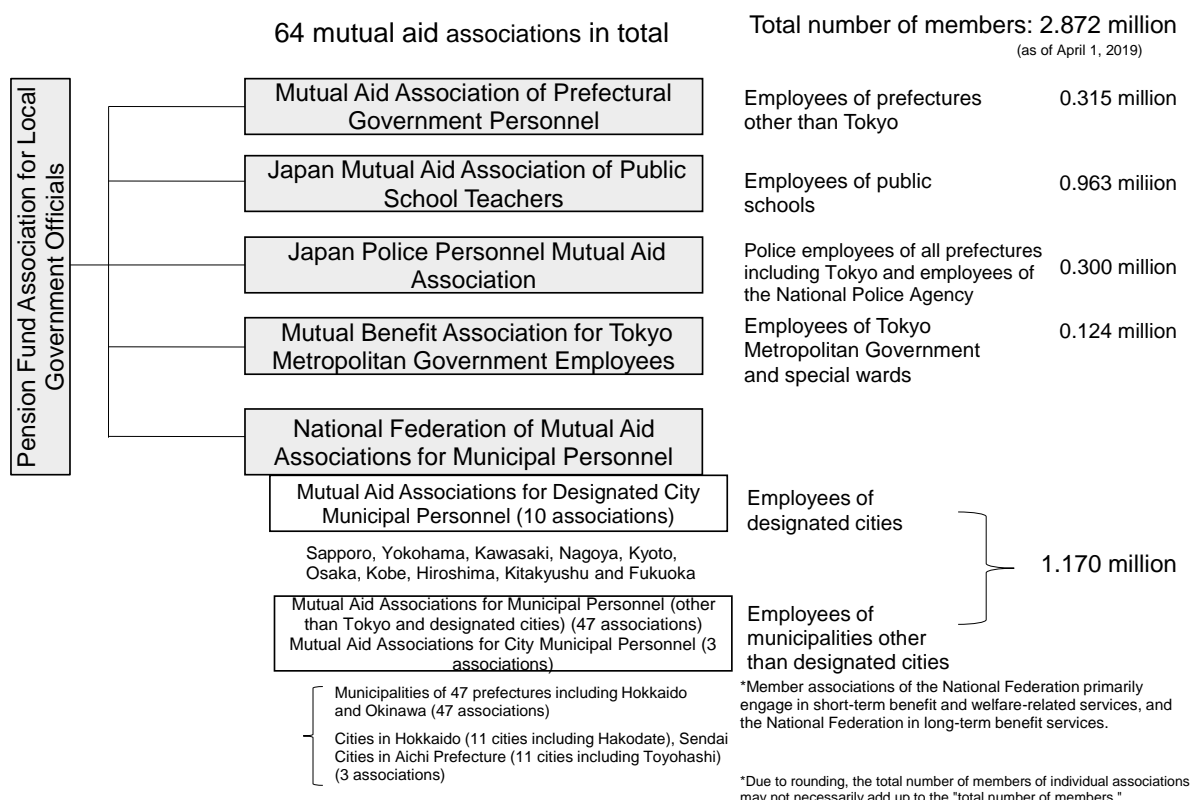 64 mutual aid associations in total
Total number of members: 2.872 million
(as of April 1, 2019)
Pension Fund Association for Local
Government Officials
Mutual Aid Association of Prefectural
Government Personnel
Employees of prefectures
other than Tokyo
0.315 million
Japan Mutual Aid Association of Public
School Teachers
Employees of public
schools
0.963 miliion
Japan Police Personnel Mutual Aid
Association
Police employees of all prefectures
including Tokyo and employees of
the National Police Agency
0.300 million
Mutual Benefit Association for Tokyo
Metropolitan Government Employees
Employees of Tokyo
Metropolitan Government
and special wards
0.124 million
National Federation of Mutual Aid
Associations for Municipal Personnel
Mutual Aid Associations for Designated City
Municipal Personnel (10 associations)
Employees of
designated cities
Sapporo, Yokohama, Kawasaki, Nagoya, Kyoto,
Osaka, Kobe, Hiroshima, Kitakyushu and Fukuoka
1.170 million
Mutual Aid Associations for Municipal Personnel (other
than Tokyo and designated cities) (47 associations)
Mutual Aid Associations for City Municipal Personnel (3
associations)
Employees of
municipalities other
than designated cities
Municipalities of 47 prefectures including Hokkaido
and Okinawa (47 associations)
Cities in Hokkaido (11 cities including Hakodate), Sendai
Cities in Aichi Prefecture (11 cities including Toyohashi)
(3 associations)
*Member associations of the National Federation primarily
engage in short-term benefit and welfare-related services, and
the National Federation in long-term benefit services.
*Due to rounding, the total number of members of individual associations
may not necessarily add up to the "total number of members."